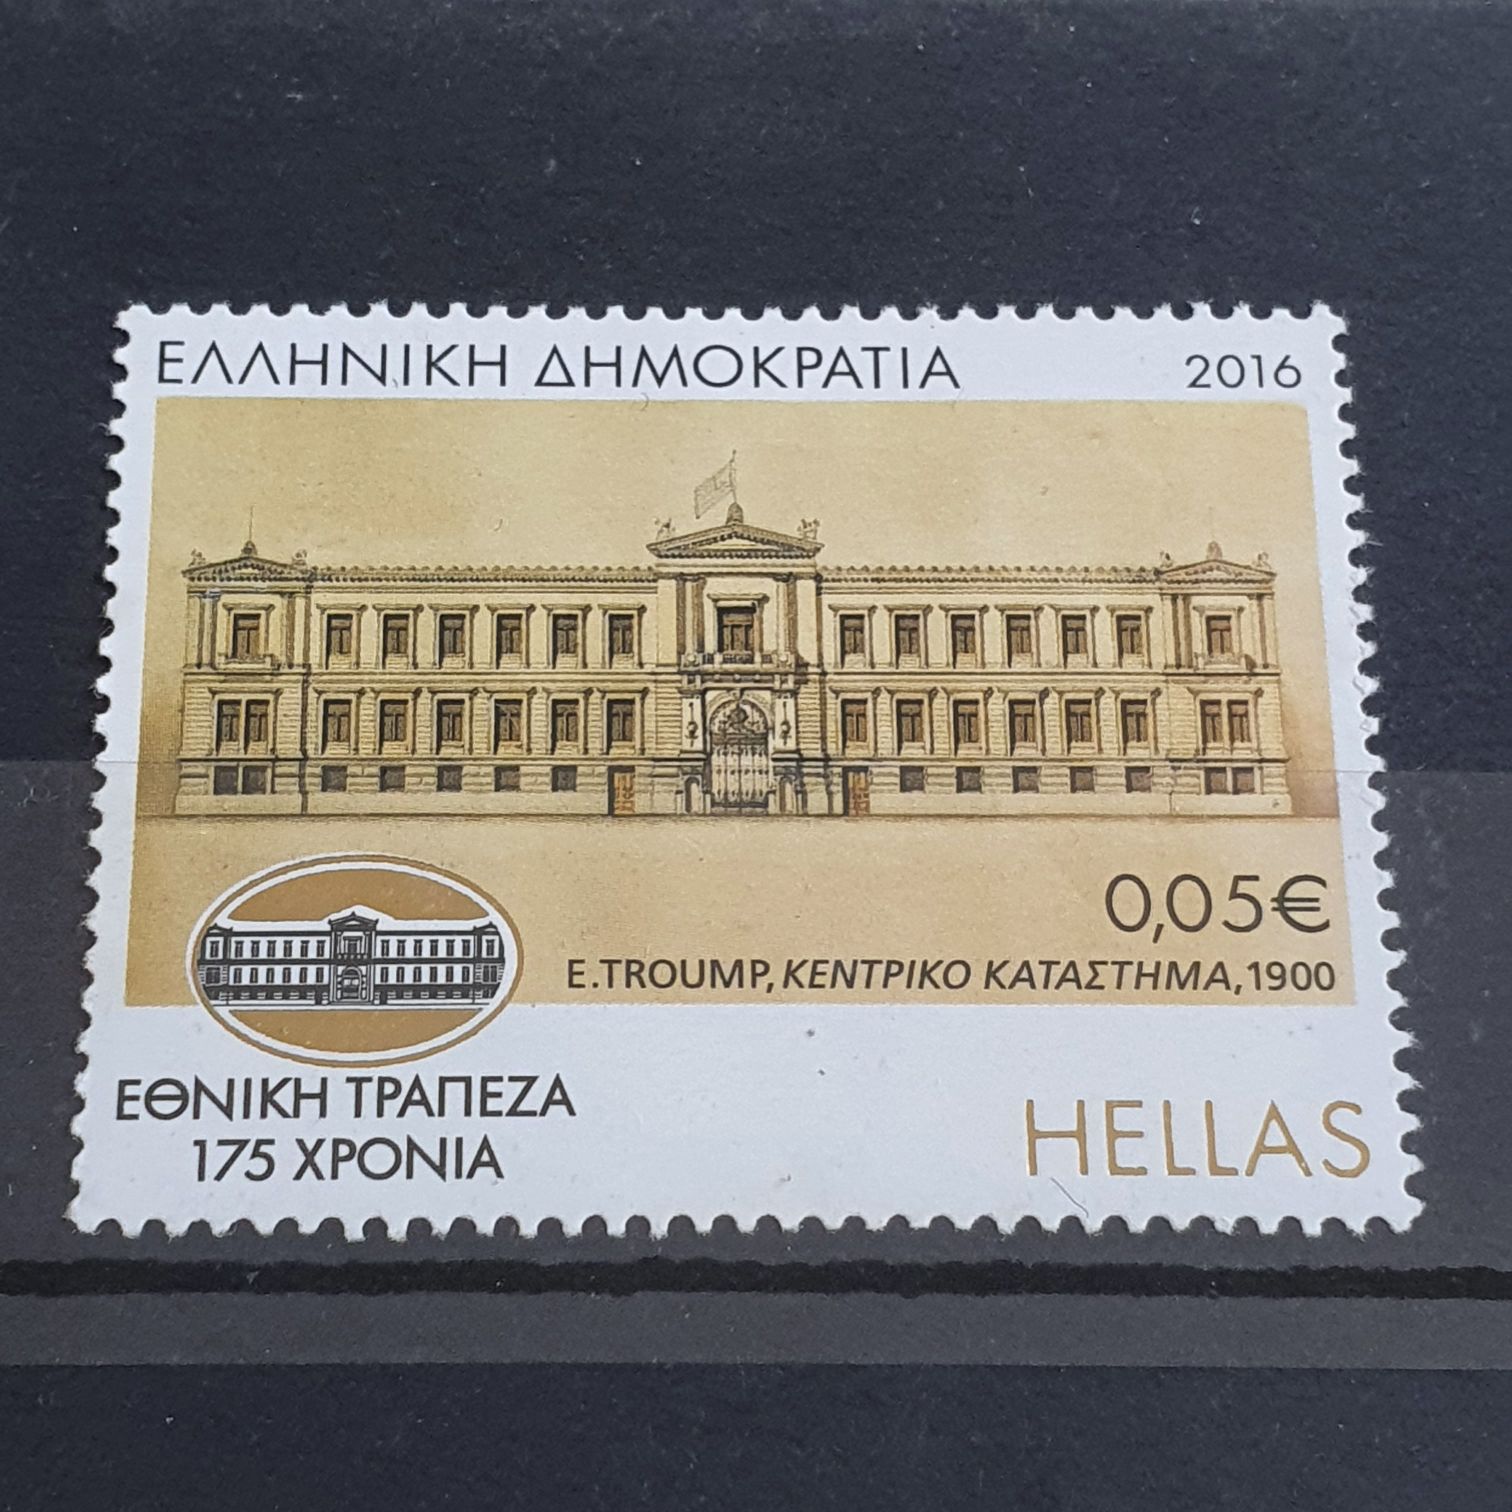 ΕΛΛΗΝΙΚΗ ΔΗΜΟΚΡΑΤΙΑ 2016
0,05€
E.TROUMP, ΚΕΝΤΡΙΚΟ ΚΑΤΑΣΤΗΜΑ, 1900
ΕΘΝΙΚΗ ΤΡΑΠΕΖΑ
175 ΧΡΟΝΙΑ
HELLAS